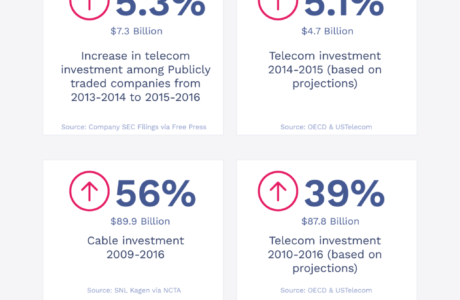 5.3%
$7.3 Billion
Increase in telecom
investment among Publicly
traded companies from
2013-2014 to 2015-2016
Source: Company SEC Filings via Free Press
5.1%
$4.7 Billion
Telecom investment
2014-2015 (based on
projections)
Source: OECD & USTelecom
56%
$89.9 Billion
Cable investment
2009-2016
Source: SNL Kagen via NCTA
39%
$87.8 Billion
Telecom investment
2010-2016 (based on
projections)
Source: OECD & USTelecom